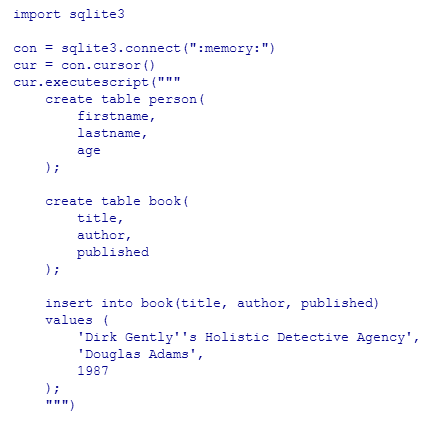 import sqlite3

con = sqlite3.connect(":memory:")
cur = con.cursor()
cur.executescript("""
    create table person(
        firstname,
        lastname,
        age
    );

    create table book(
        title,
        author,
        published
    );

    insert into book(title, author, published)
    values (
        'Dirk Gently''s Holistic Detective Agency',
        'Douglas Adams',
        1987
    );
    """)